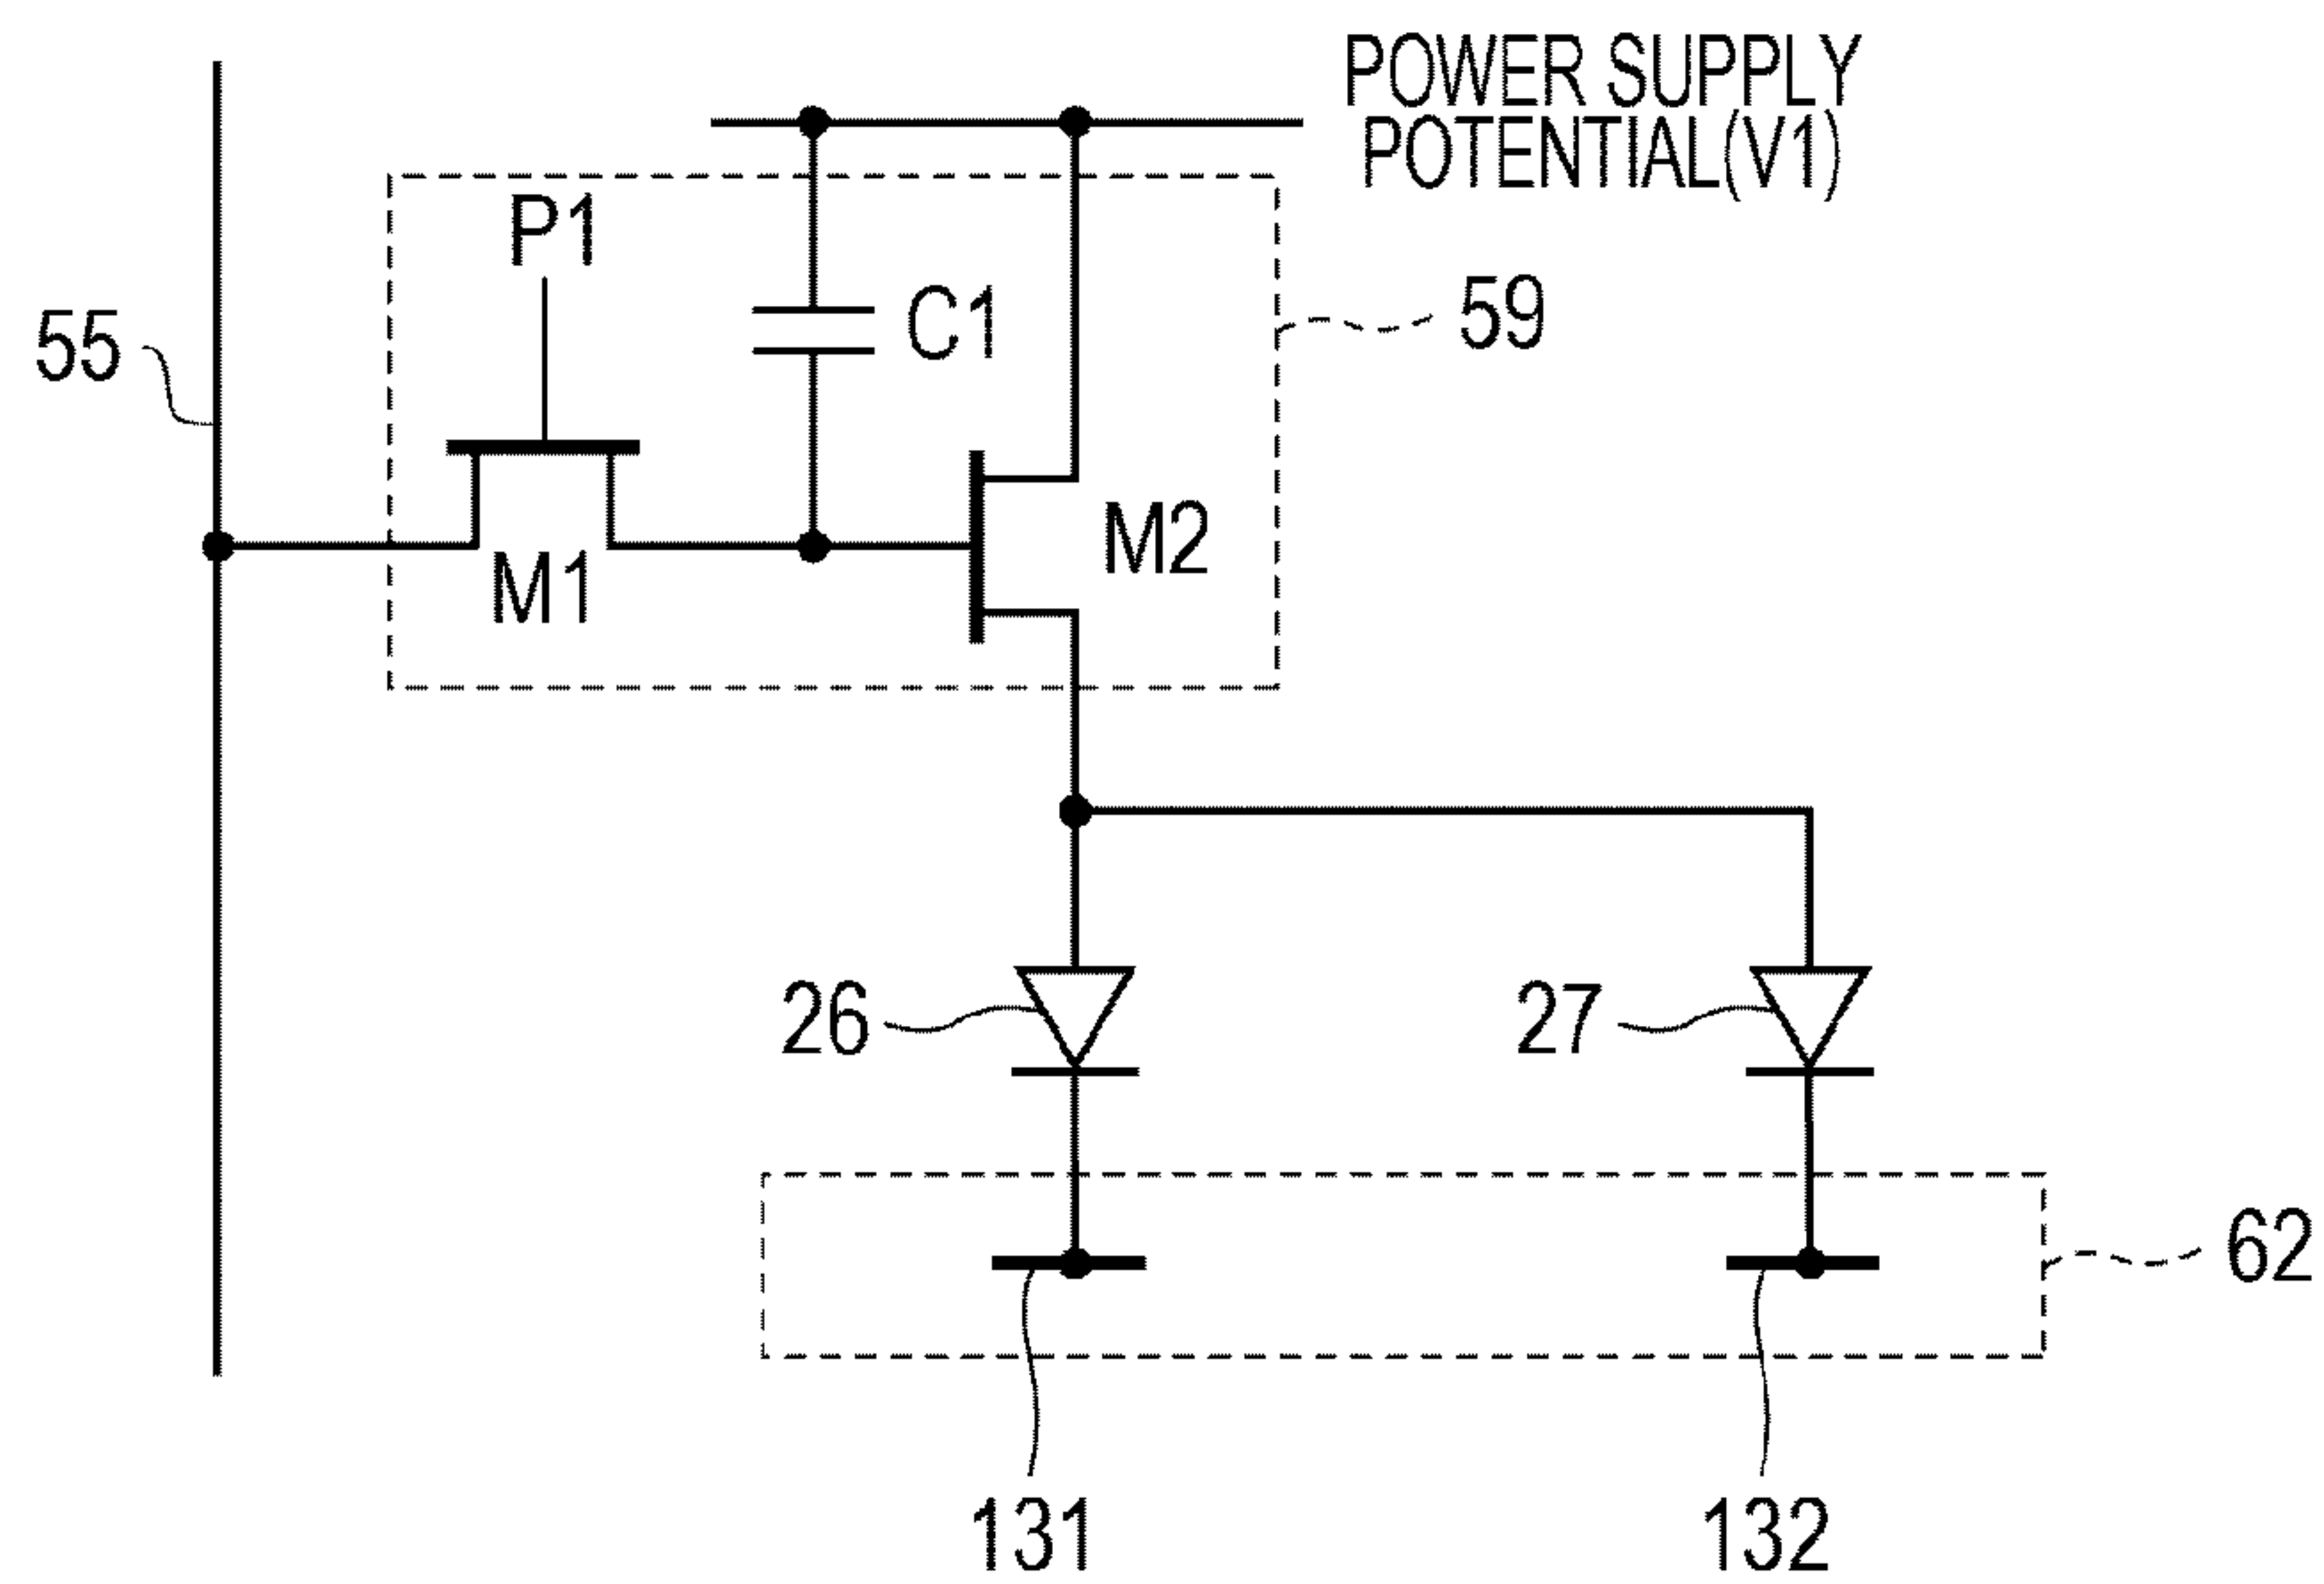 POWER SUPPLY
POTENTIAL(V1)
P1
C1
59
55
M2
M1
26
27
62
131
132